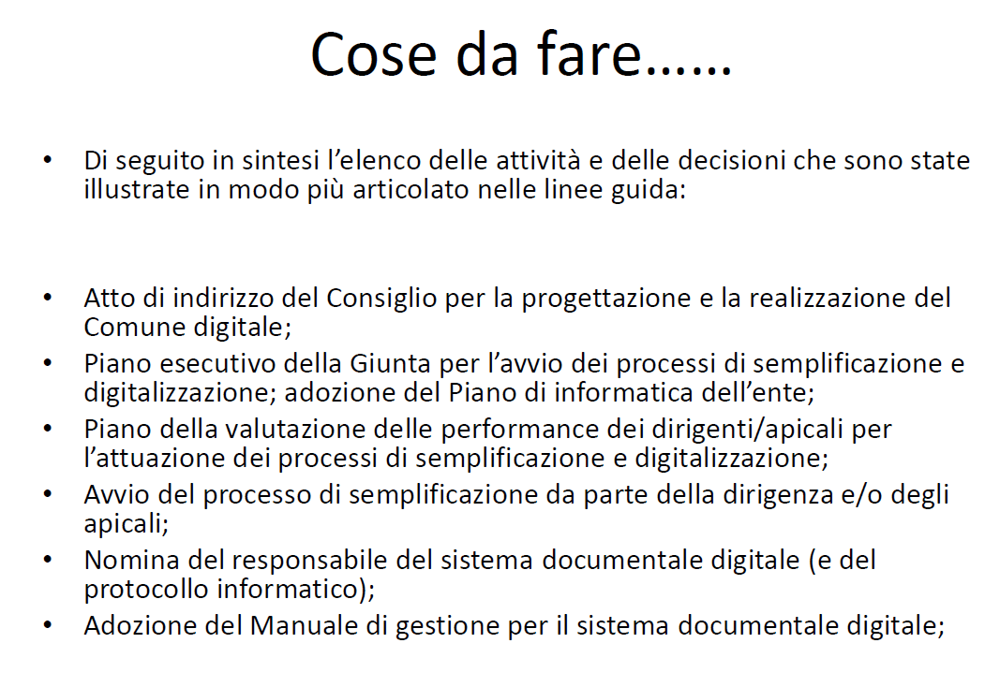 Cose da fare……
• Di seguito in sintesi l’elenco delle attività e delle decisioni che sono state
illustrate in modo più articolato nelle linee guida:
• Atto di indirizzo del Consiglio per la progettazione e la realizzazione del
Comune digitale;
• Piano esecutivo della Giunta per l’avvio dei processi di semplificazione e
digitalizzazione; adozione del Piano di informatica dell’ente;
• Piano della valutazione delle performance dei dirigenti/apicali per
l’attuazione dei processi di semplificazione e digitalizzazione;
• Avvio del processo di semplificazione da parte della dirigenza e/o degli
apicali;
• Nomina del responsabile del sistema documentale digitale (e del
protocollo informatico);
• Adozione del Manuale di gestione per il sistema documentale digitale;